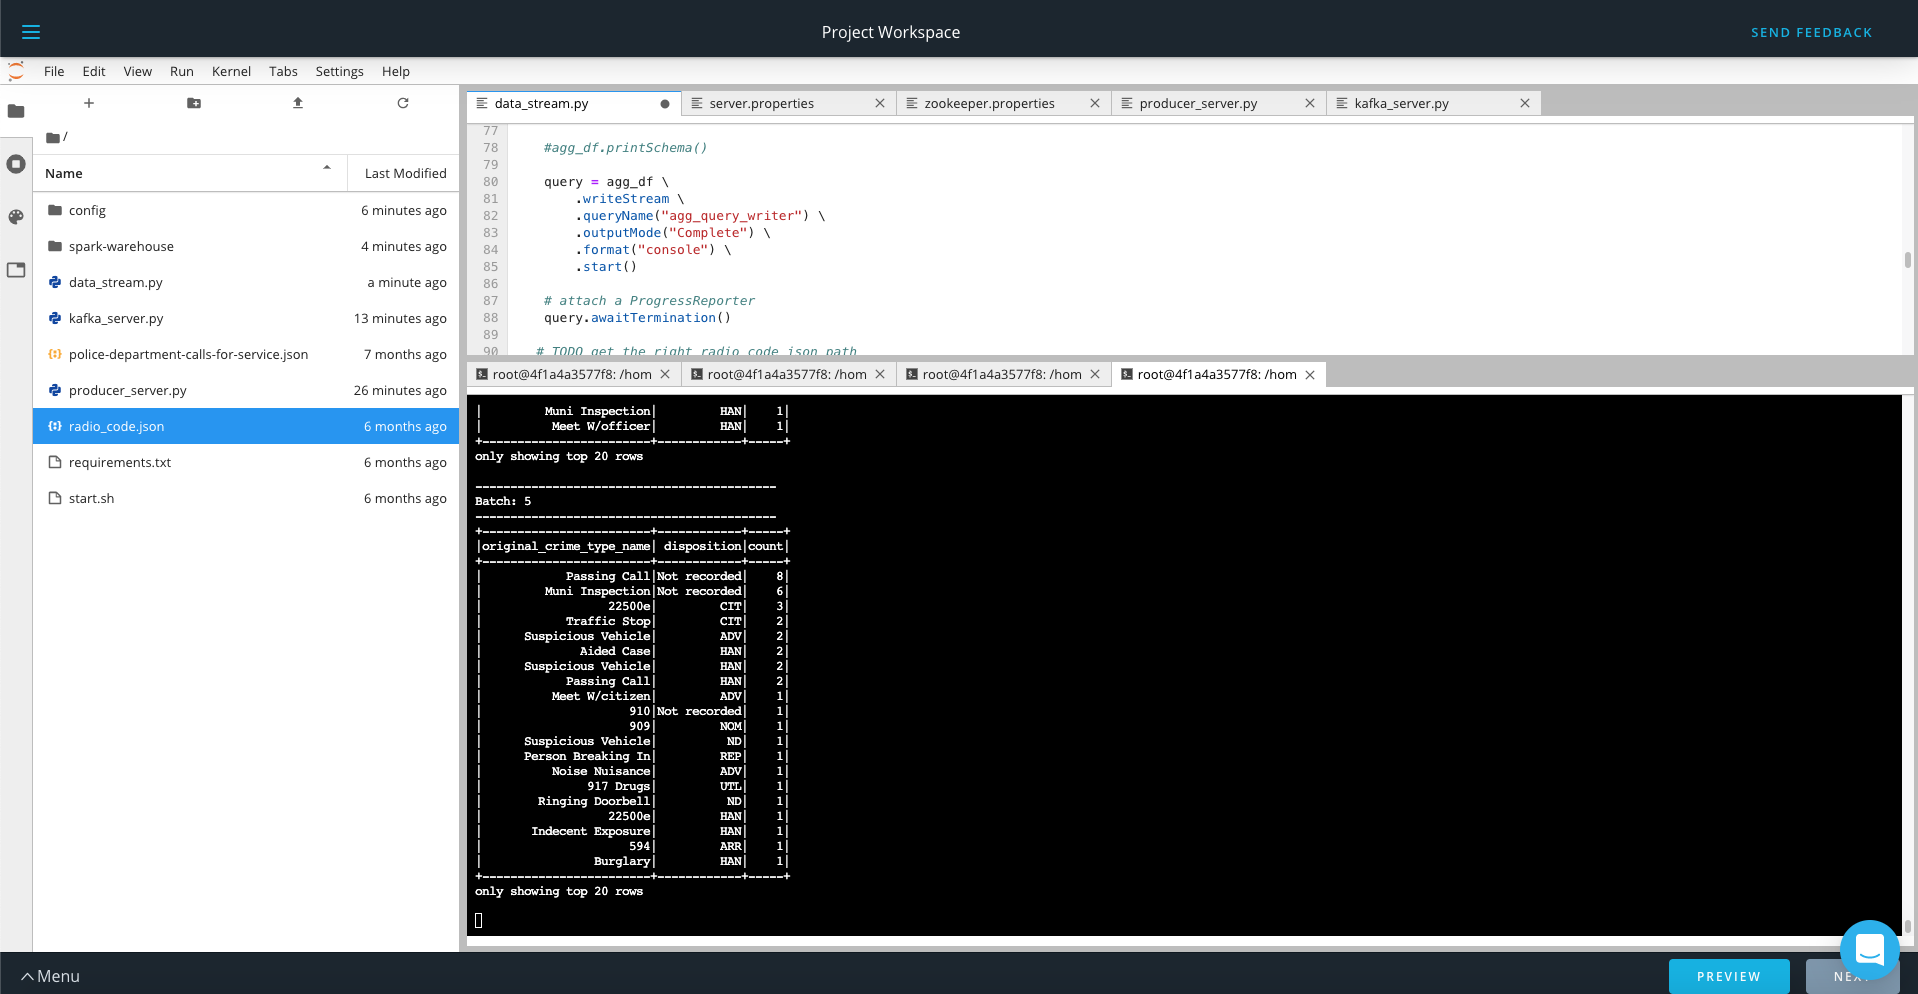 Project Workspace
SEND FEEDBACK
File Edit View Run Kernel Tabs Settings Help
/
Name Last Modified
config 6 minutes ago
spark-warehouse 4 minutes ago
data_stream.py a minute ago
kafka_server.py 13 minutes ago
police-department-calls-for-service.json 7 months ago
producer_server.py 26 minutes ago
radio_code.json 6 months ago
requirements.txt 6 months ago
start.sh 6 months ago
data_stream.py server.properties zookeeper.properties producer_server.py kafka_server.py
77
78 #agg_df.printSchema()
79
80 query = agg_df \
81 .writeStream \
82 .queryName("agg_query_writer") \
83 .outputMode("Complete") \
84 .format("console") \
85 .start()
86
87 # attach a ProgressReporter
88 query.awaitTermination()
89
90 # TODO get the right radio code json path
root@4f1a4a3577f8: /hom root@4f1a4a3577f8: /hom root@4f1a4a3577f8: /hom root@4f1a4a3577f8: /hom
| Muni Inspection| HAN| 1|
| Meet W/officer| HAN| 1|
+------------------------+------------+-----+
only showing top 20 rows
-------------------------------------------
Batch: 5
-------------------------------------------
+------------------------+------------+-----+
|original_crime_type_name| disposition|count|
+------------------------+------------+-----+
| Passing Call|Not recorded| 8|
| Muni Inspection|Not recorded| 6|
| 22500e| CIT| 3|
| Traffic Stop| CIT| 2|
| Suspicious Vehicle| ADV| 2|
| Aided Case| HAN| 2|
| Suspicious Vehicle| HAN| 2|
| Passing Call| HAN| 2|
| Meet W/citizen| ADV| 1|
| 910|Not recorded| 1|
| 909| NOM| 1|
| Suspicious Vehicle| ND| 1|
| Person Breaking In| REP| 1|
| Noise Nuisance| ADV| 1|
| 917 Drugs| UTL| 1|
| Ringing Doorbell| ND| 1|
| 22500e| HAN| 1|
| Indecent Exposure| HAN| 1|
| 594| ARR| 1|
| Burglary| HAN| 1|
+------------------------+------------+-----+
only showing top 20 rows
Menu
PREVIEW